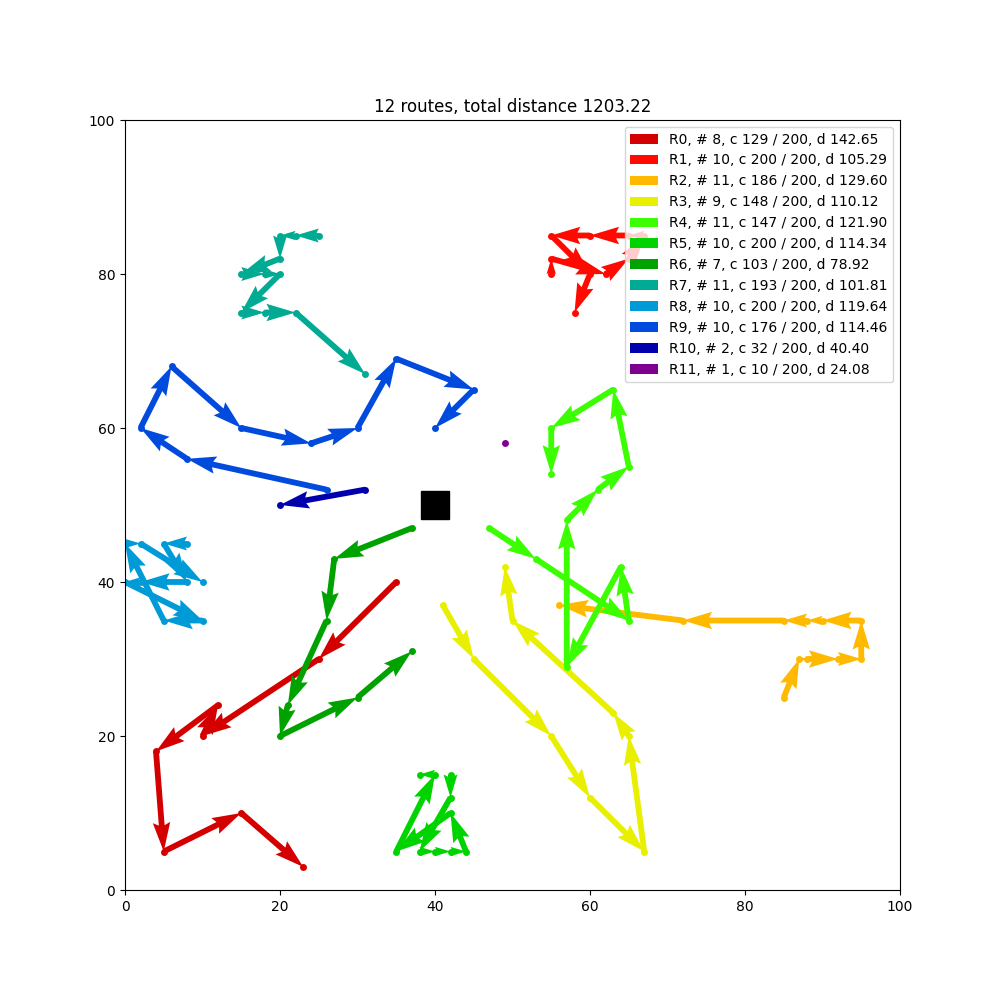 12 routes, total distance 1203.22
100
80
60
40
20
0
R0, # 8, c 129 / 200, d 142.65
R1, # 10, c 200 / 200, d 105.29
R2, # 11, c 186 / 200, d 129.60
R3, # 9, c 148 / 200, d 110.12
R4, # 11, c 147 / 200, d 121.90
R5, # 10, c 200 / 200, d 114.34
R6, # 7, c 103 / 200, d 78.92
R7, # 11, c 193 / 200, d 101.81
R8, # 10, c 200 / 200, d 119.64
R9, # 10, c 176 / 200, d 114.46
R10, # 2, c 32 / 200, d 40.40
R11, # 1, c 10 / 200, d 24.08
0 20 40 60 80 100